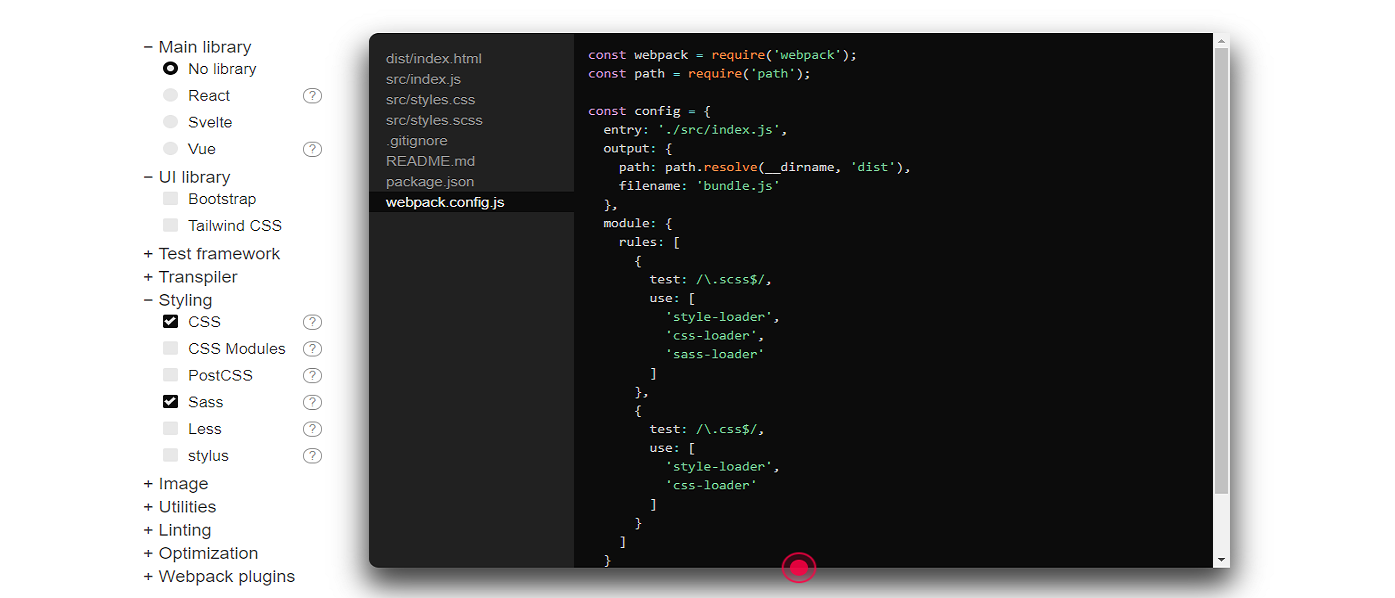 − Main library
No library
React ?
Svelte
Vue ?
− UI library
Bootstrap
Tailwind CSS
+ Test framework
+ Transpiler
− Styling
CSS ?
CSS Modules ?
PostCSS ?
Sass ?
Less ?
stylus ?
+ Image
+ Utilities
+ Linting
+ Optimization
+ Webpack plugins
dist/index.html
src/index.js
src/styles.css
src/styles.scss
.gitignore
README.md
package.json
webpack.config.js
const webpack = require('webpack');
const path = require('path');
const config = {
  entry: './src/index.js',
  output: {
    path: path.resolve(__dirname, 'dist'),
    filename: 'bundle.js'
  },
  module: {
    rules: [
      {
        test: /\.scss$/,
        use: [
          'style-loader',
          'css-loader',
          'sass-loader'
        ]
      },
      {
        test: /\.css$/,
        use: [
          'style-loader',
          'css-loader'
        ]
      }
    ]
  }